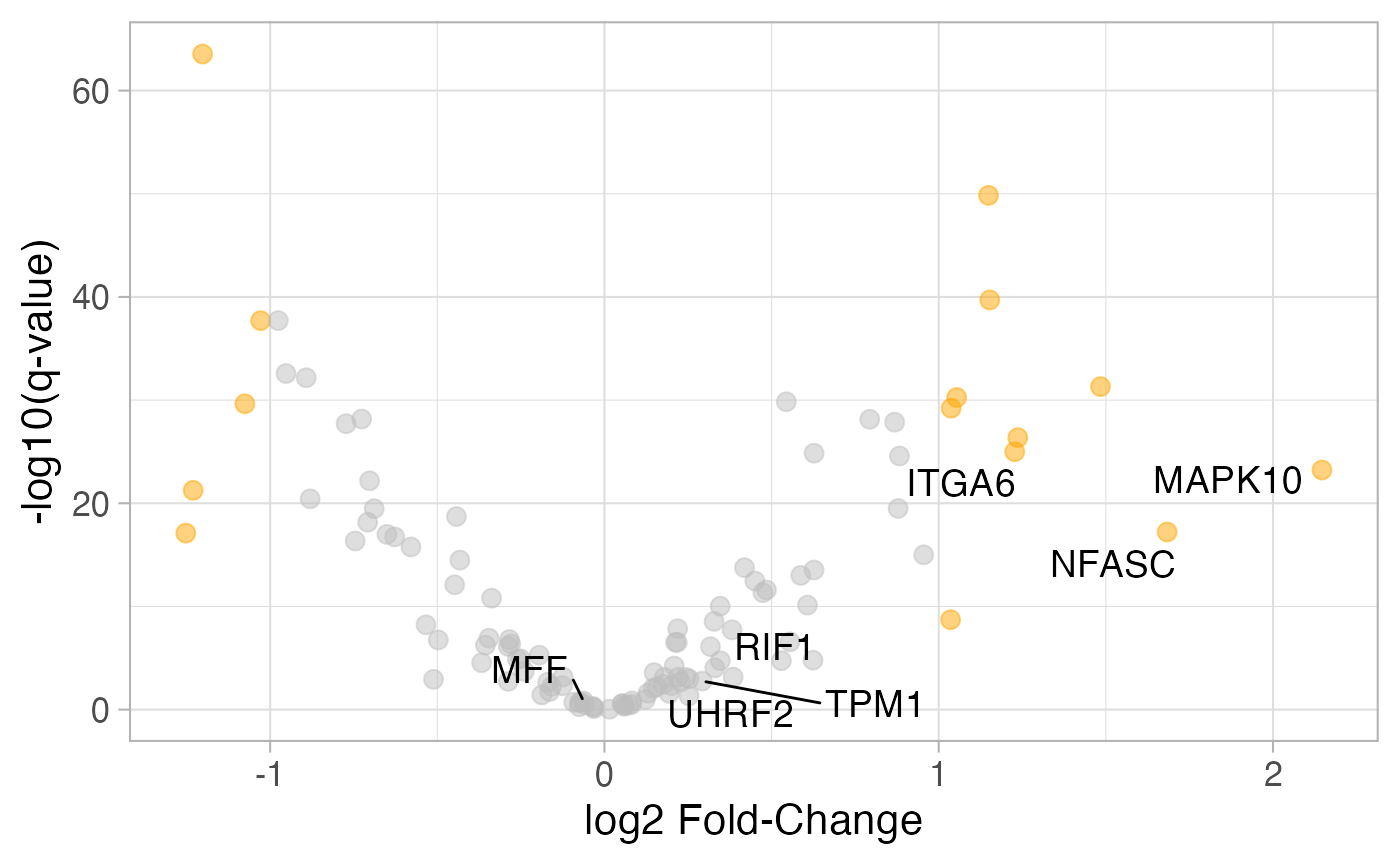 60
40
20
0
-log10(q-value)
ITGA6
MAPK10
NFASC
RIF1
MFF
TPM1
UHRF2
-1
0
1
2
log2 Fold-Change